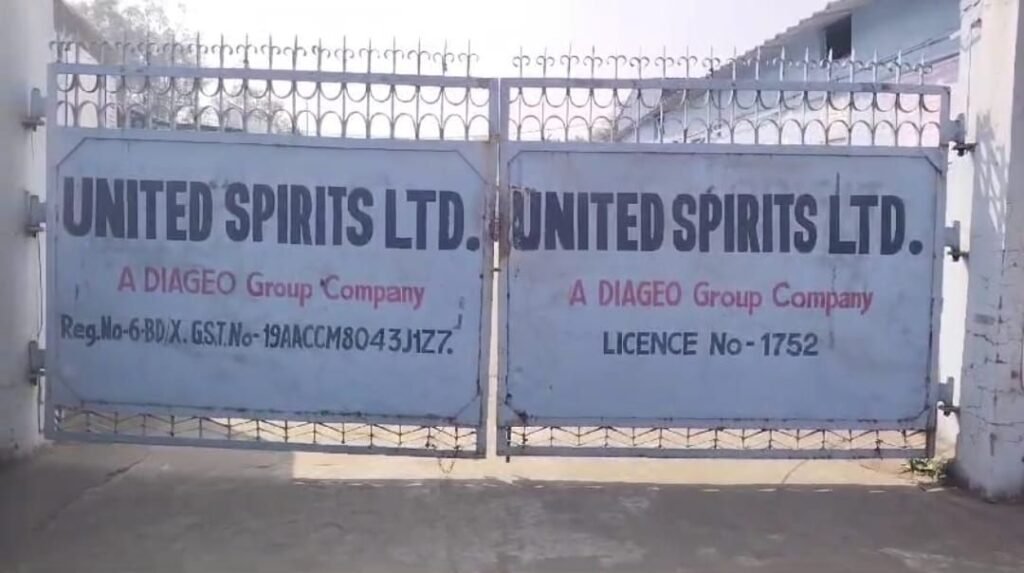 UNITED SPIRITS LTD.
A DIAGEO Group Company
Reg.No-6-BD/X. G.S.T.No-19AACCM8043J1Z7.
UNITED SPIRITS LTD.
A DIAGEO Group Company
LICENCE No-1752